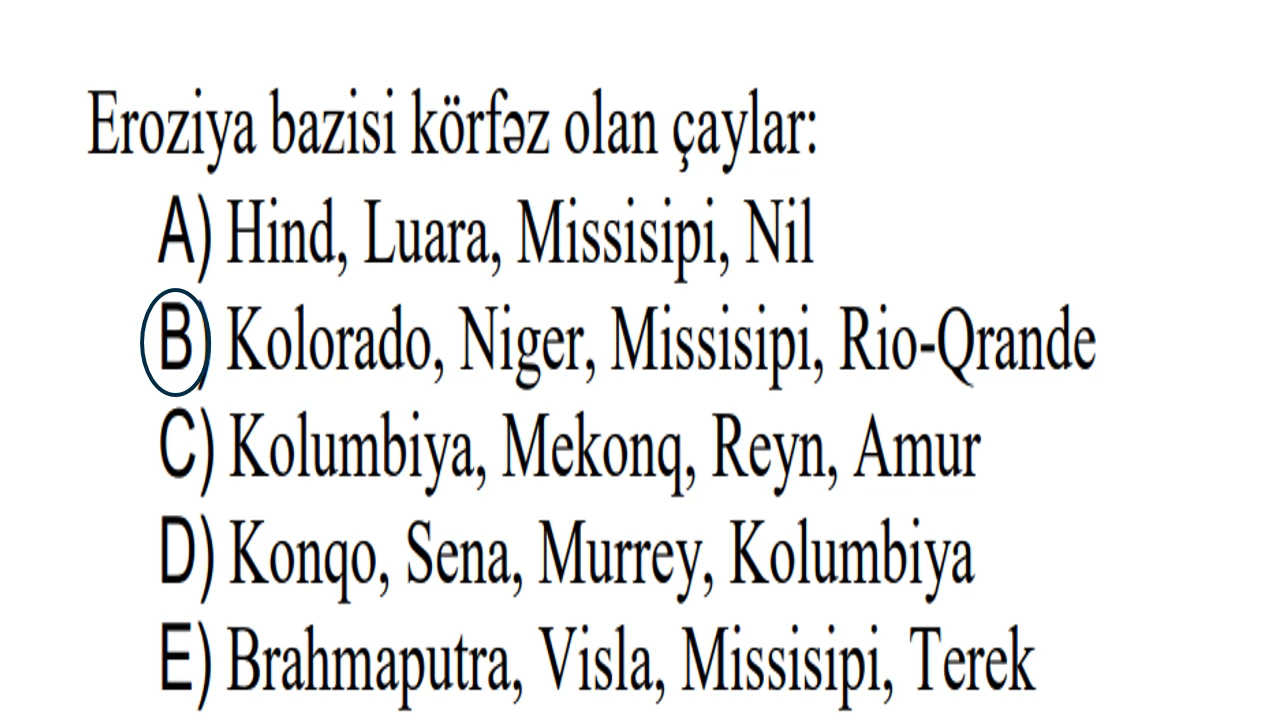 Eroziya bazisi körfəz olan çaylar:
A) Hind, Luara, Missisipi, Nil
B) Kolorado, Niger, Missisipi, Rio-Qrande
C) Kolumbiya, Mekonq, Reyn, Amur
D) Konqo, Sena, Murrey, Kolumbiya
E) Brahmaputra, Visla, Missisipi, Terek